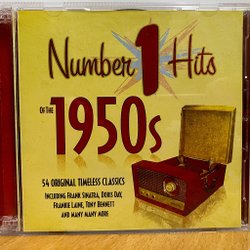 Number 1 Hits
OF THE
1950s
54 ORIGINAL TIMELESS CLASSICS
INCLUDING FRANK SINATRA, DORIS DAY,
FRANKIE LAINE, TONY BENNETT
AND MANY MANY MORE